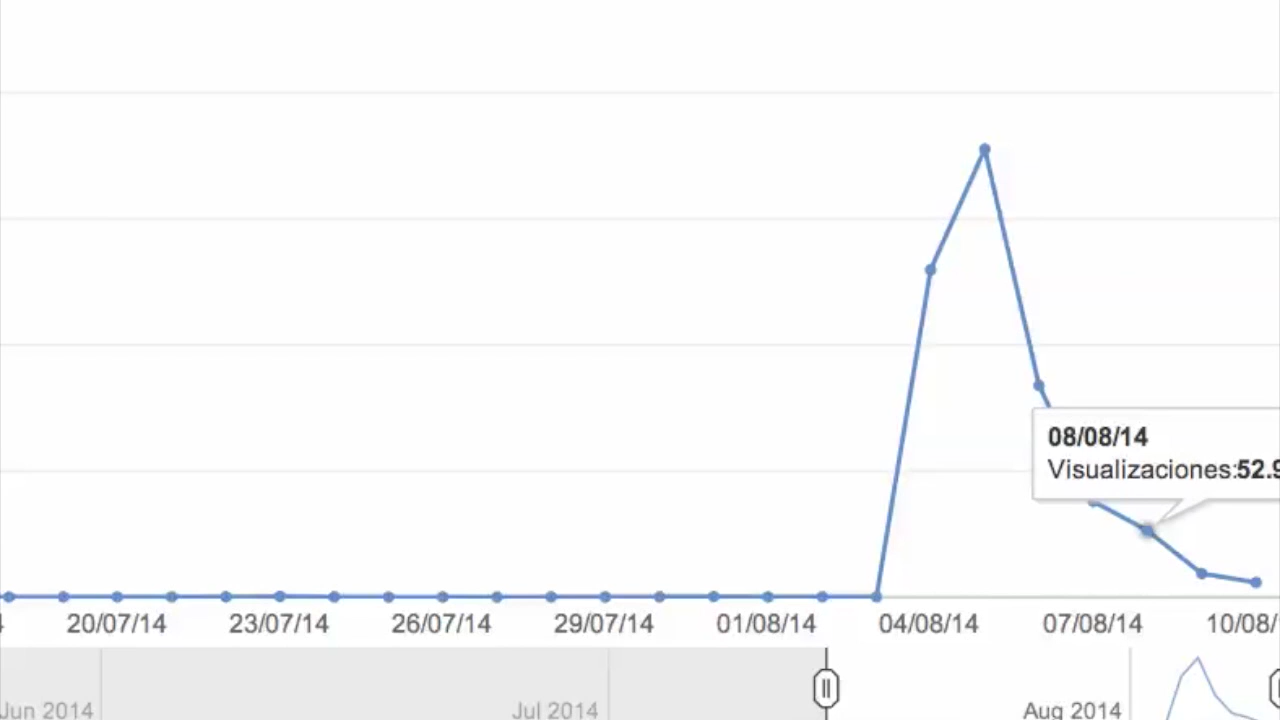 08/08/14
Visualizaciones:52.9
20/07/14 23/07/14 26/07/14 29/07/14 01/08/14 04/08/14 07/08/14 10/08/
Jun 2014 Jul 2014 Aug 2014